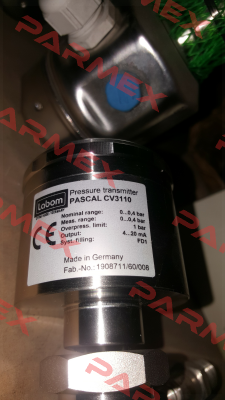 PARMEX
Labom
Pressure transmitter
PASCAL CV3110
Nominal range: 0...0,4 bar
Meas. range: 0...0,4 bar
Overpress. limit: 1 bar
Output: 4...20 mA
Syst. filling: FD1
CE
Made in Germany
Fab.-No.: 1908711/60/008